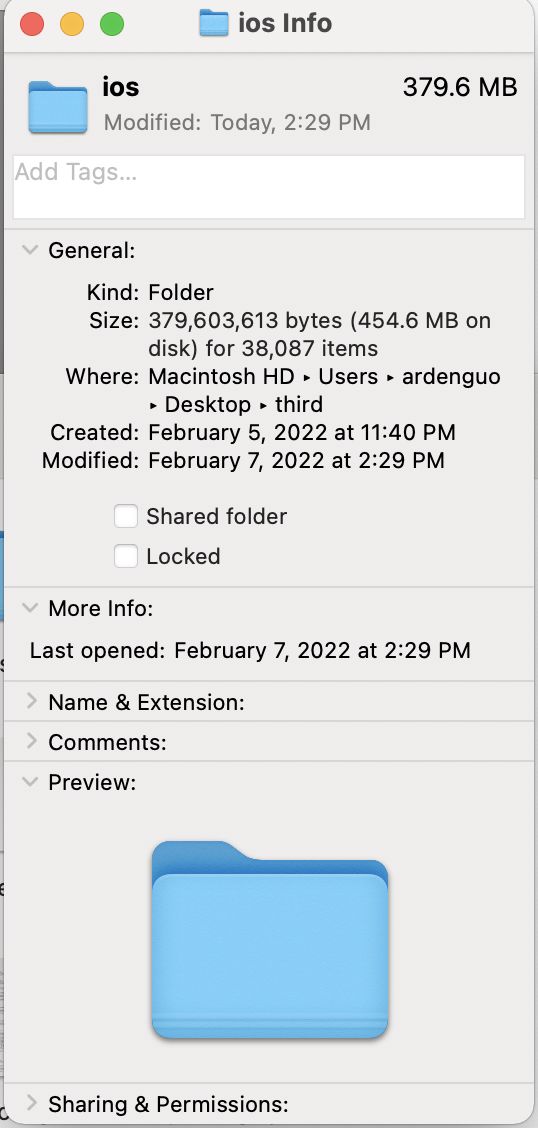 ios Info
ios 379.6 MB
Modified: Today, 2:29 PM
Add Tags...
General:
Kind: Folder
Size: 379,603,613 bytes (454.6 MB on
disk) for 38,087 items
Where: Macintosh HD ▸ Users ▸ ardenguo
▸ Desktop ▸ third
Created: February 5, 2022 at 11:40 PM
Modified: February 7, 2022 at 2:29 PM
Shared folder
Locked
More Info:
Last opened: February 7, 2022 at 2:29 PM
Name & Extension:
Comments:
Preview:
Sharing & Permissions: